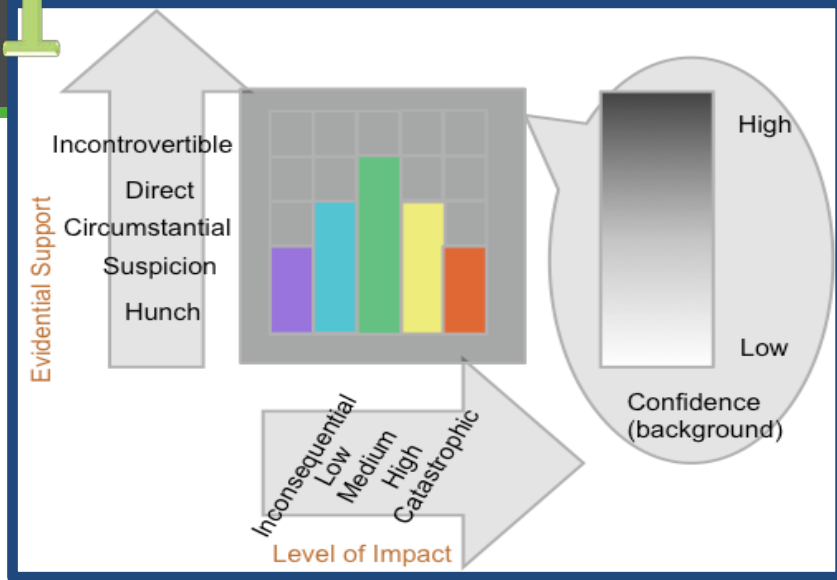 Incontrovertible
Direct
Circumstantial
Suspicion
Hunch
Evidential Support
High
Low
Confidence
(background)
Inconsequential
Low
Medium
High
Catastrophic
Level of Impact